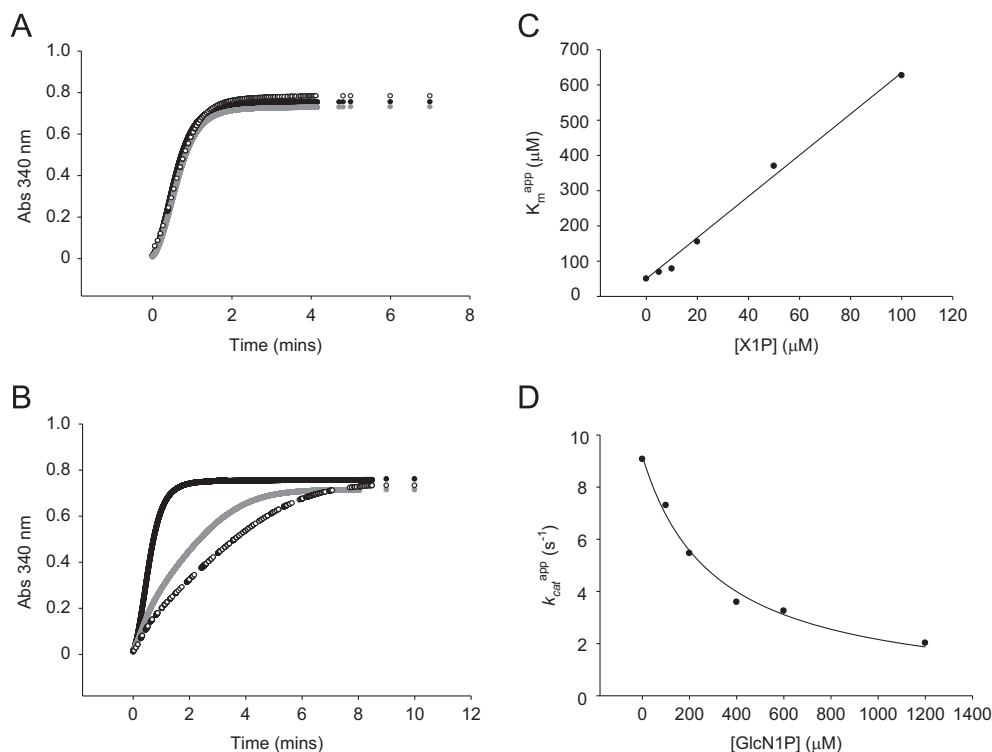 A
1.0
0.8
0.6
0.4
0.2
0
Abs 340 nm
0 2 4 6 8
Time (mins)
B
1.0
0.8
0.6
0.4
0.2
0
Abs 340 nm
0 2 4 6 8 10 12
Time (mins)
C
700
600
500
400
300
200
100
0
Km app (μM)
0 20 40 60 80 100 120
[X1P] (μM)
D
10
8
6
4
2
0
kcat app (s-1)
0 200 400 600 800 1000 1200 1400
[GlcN1P] (μM)